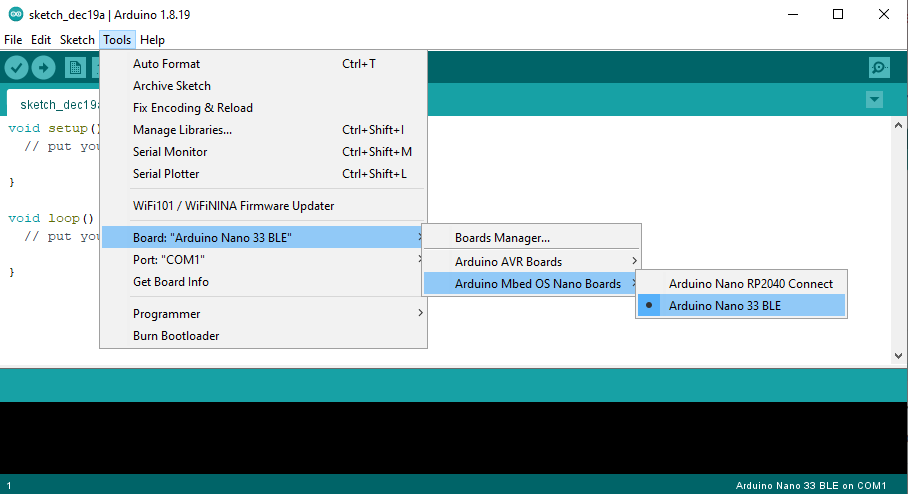 sketch_dec19a | Arduino 1.8.19
File Edit Sketch Tools Help
Auto Format Ctrl+T
Archive Sketch
Fix Encoding & Reload
Manage Libraries... Ctrl+Shift+I
Serial Monitor Ctrl+Shift+M
Serial Plotter Ctrl+Shift+L
WiFi101 / WiFiNINA Firmware Updater
Board: "Arduino Nano 33 BLE"
Port: "COM1"
Get Board Info
Programmer
Burn Bootloader
Boards Manager...
Arduino AVR Boards
Arduino Mbed OS Nano Boards
Arduino Nano RP2040 Connect
Arduino Nano 33 BLE
sketch_dec19a
void setup()
// put you
}
void loop()
// put you
}
1 Arduino Nano 33 BLE on COM1